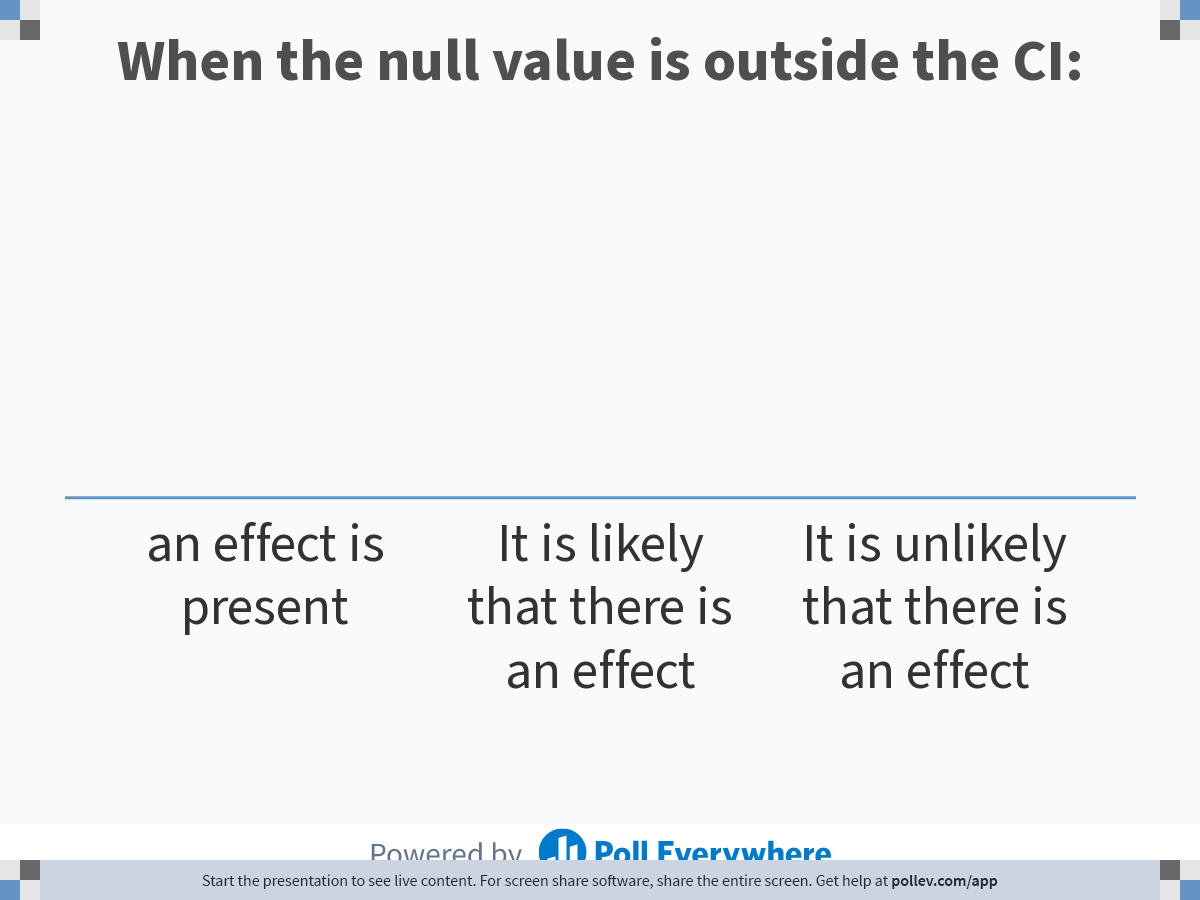 When the null value is outside the CI:
an effect is
present
It is likely
that there is
an effect
It is unlikely
that there is
an effect
Powered by Poll Everywhere
Start the presentation to see live content. For screen share software, share the entire screen. Get help at pollev.com/app